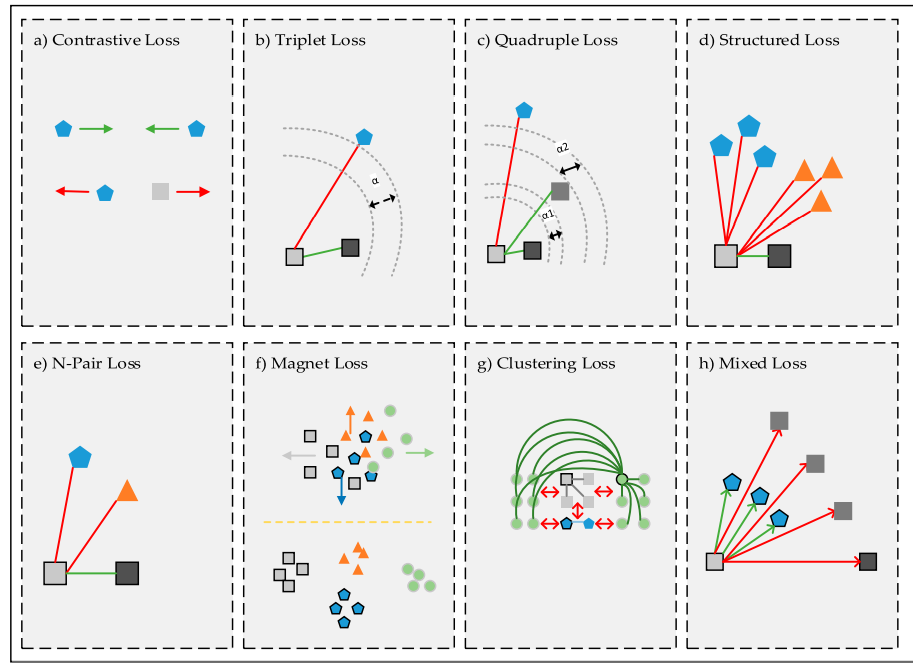 a) Contrastive Loss
b) Triplet Loss
α
c) Quadruple Loss
α2
α1
d) Structured Loss
e) N-Pair Loss
f) Magnet Loss
g) Clustering Loss
h) Mixed Loss